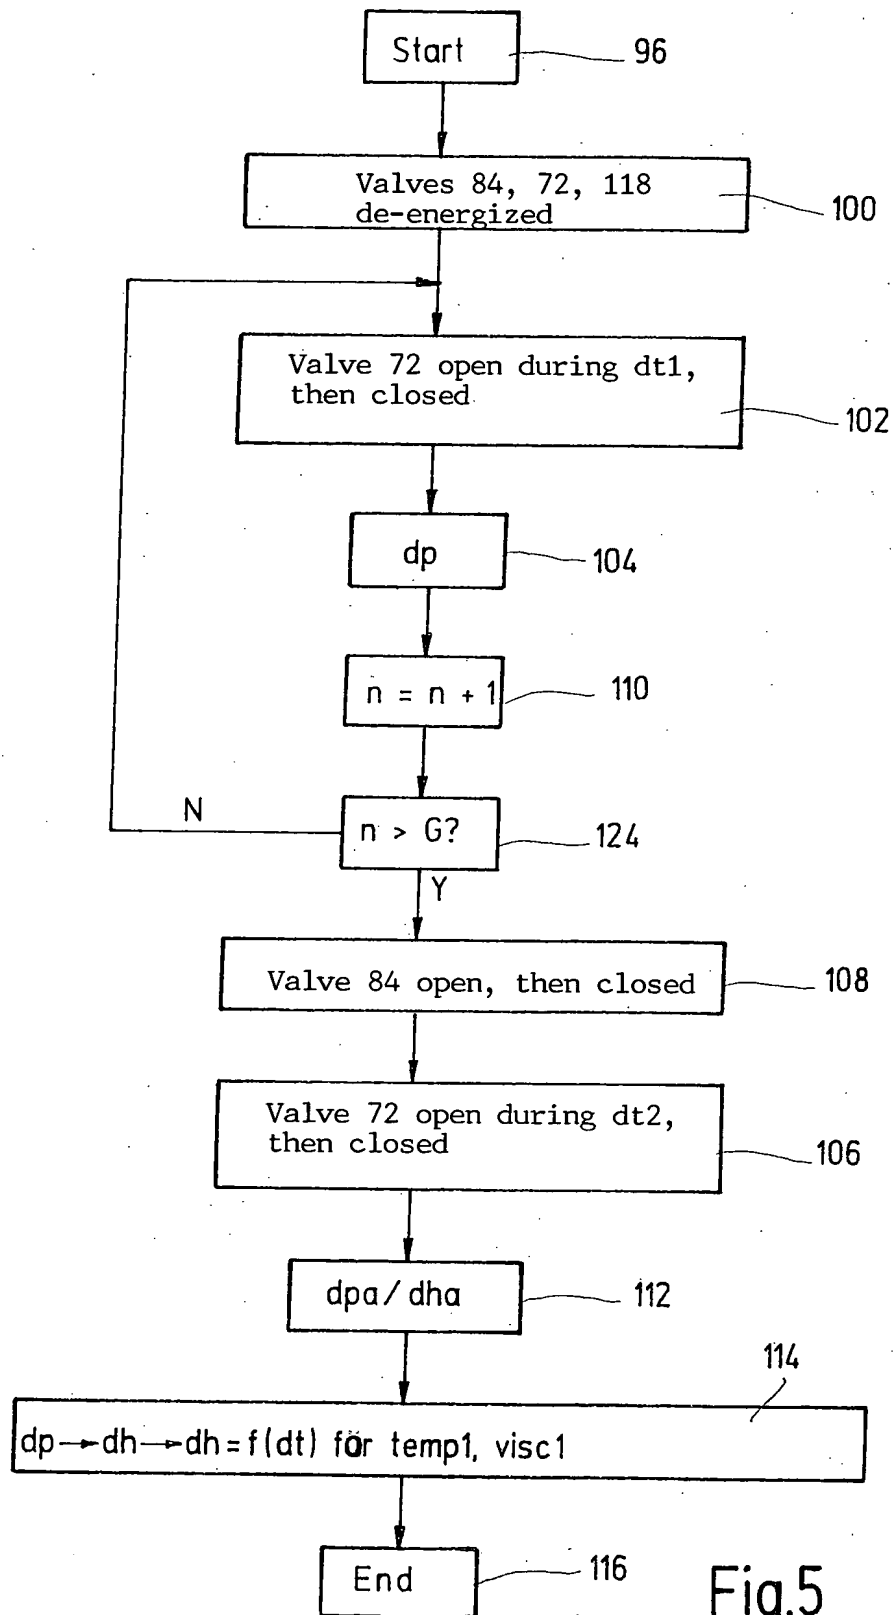 Start
96
Valves 84, 72, 118
de-energized
100
Valve 72 open during dt1,
then closed
102
dp
104
n = n + 1
110
n > G?
124
N
Y
Valve 84 open, then closed
108
Valve 72 open during dt2,
then closed
106
dpa/dha
112
114
dp→dh→dh=f(dt) for temp1, visc1
End
116
Fig.5